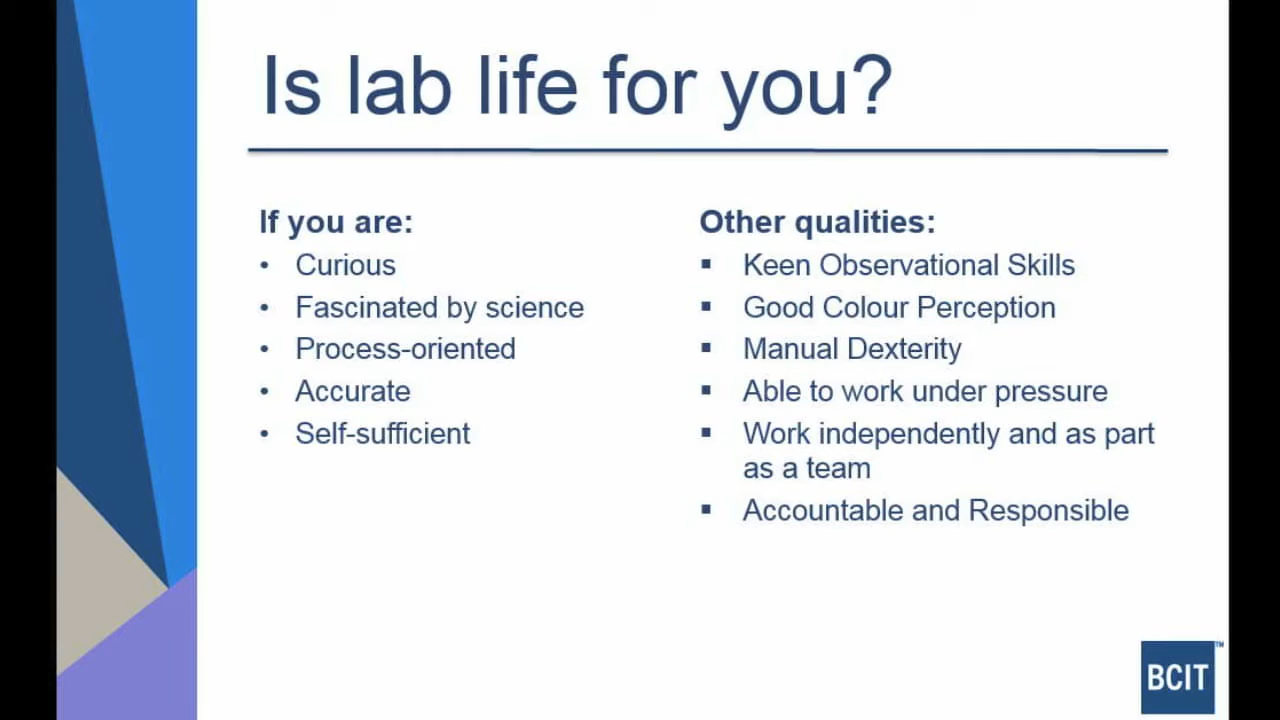 Is lab life for you?
If you are:
• Curious
• Fascinated by science
• Process-oriented
• Accurate
• Self-sufficient
Other qualities:
▪ Keen Observational Skills
▪ Good Colour Perception
▪ Manual Dexterity
▪ Able to work under pressure
▪ Work independently and as part
as a team
▪ Accountable and Responsible
BCIT™